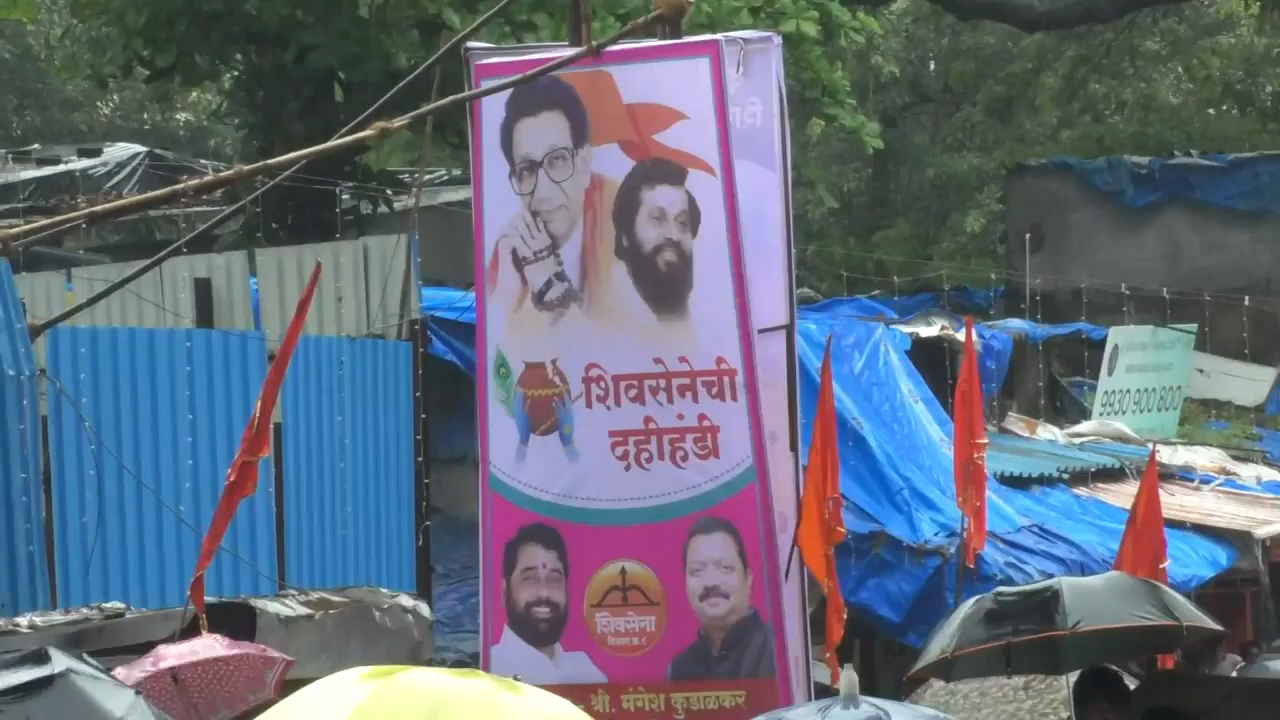 शिवसेनेची
दहीहंडी
शिवसेना
श्री. मंगेश कुडाळकर
9930 900 800